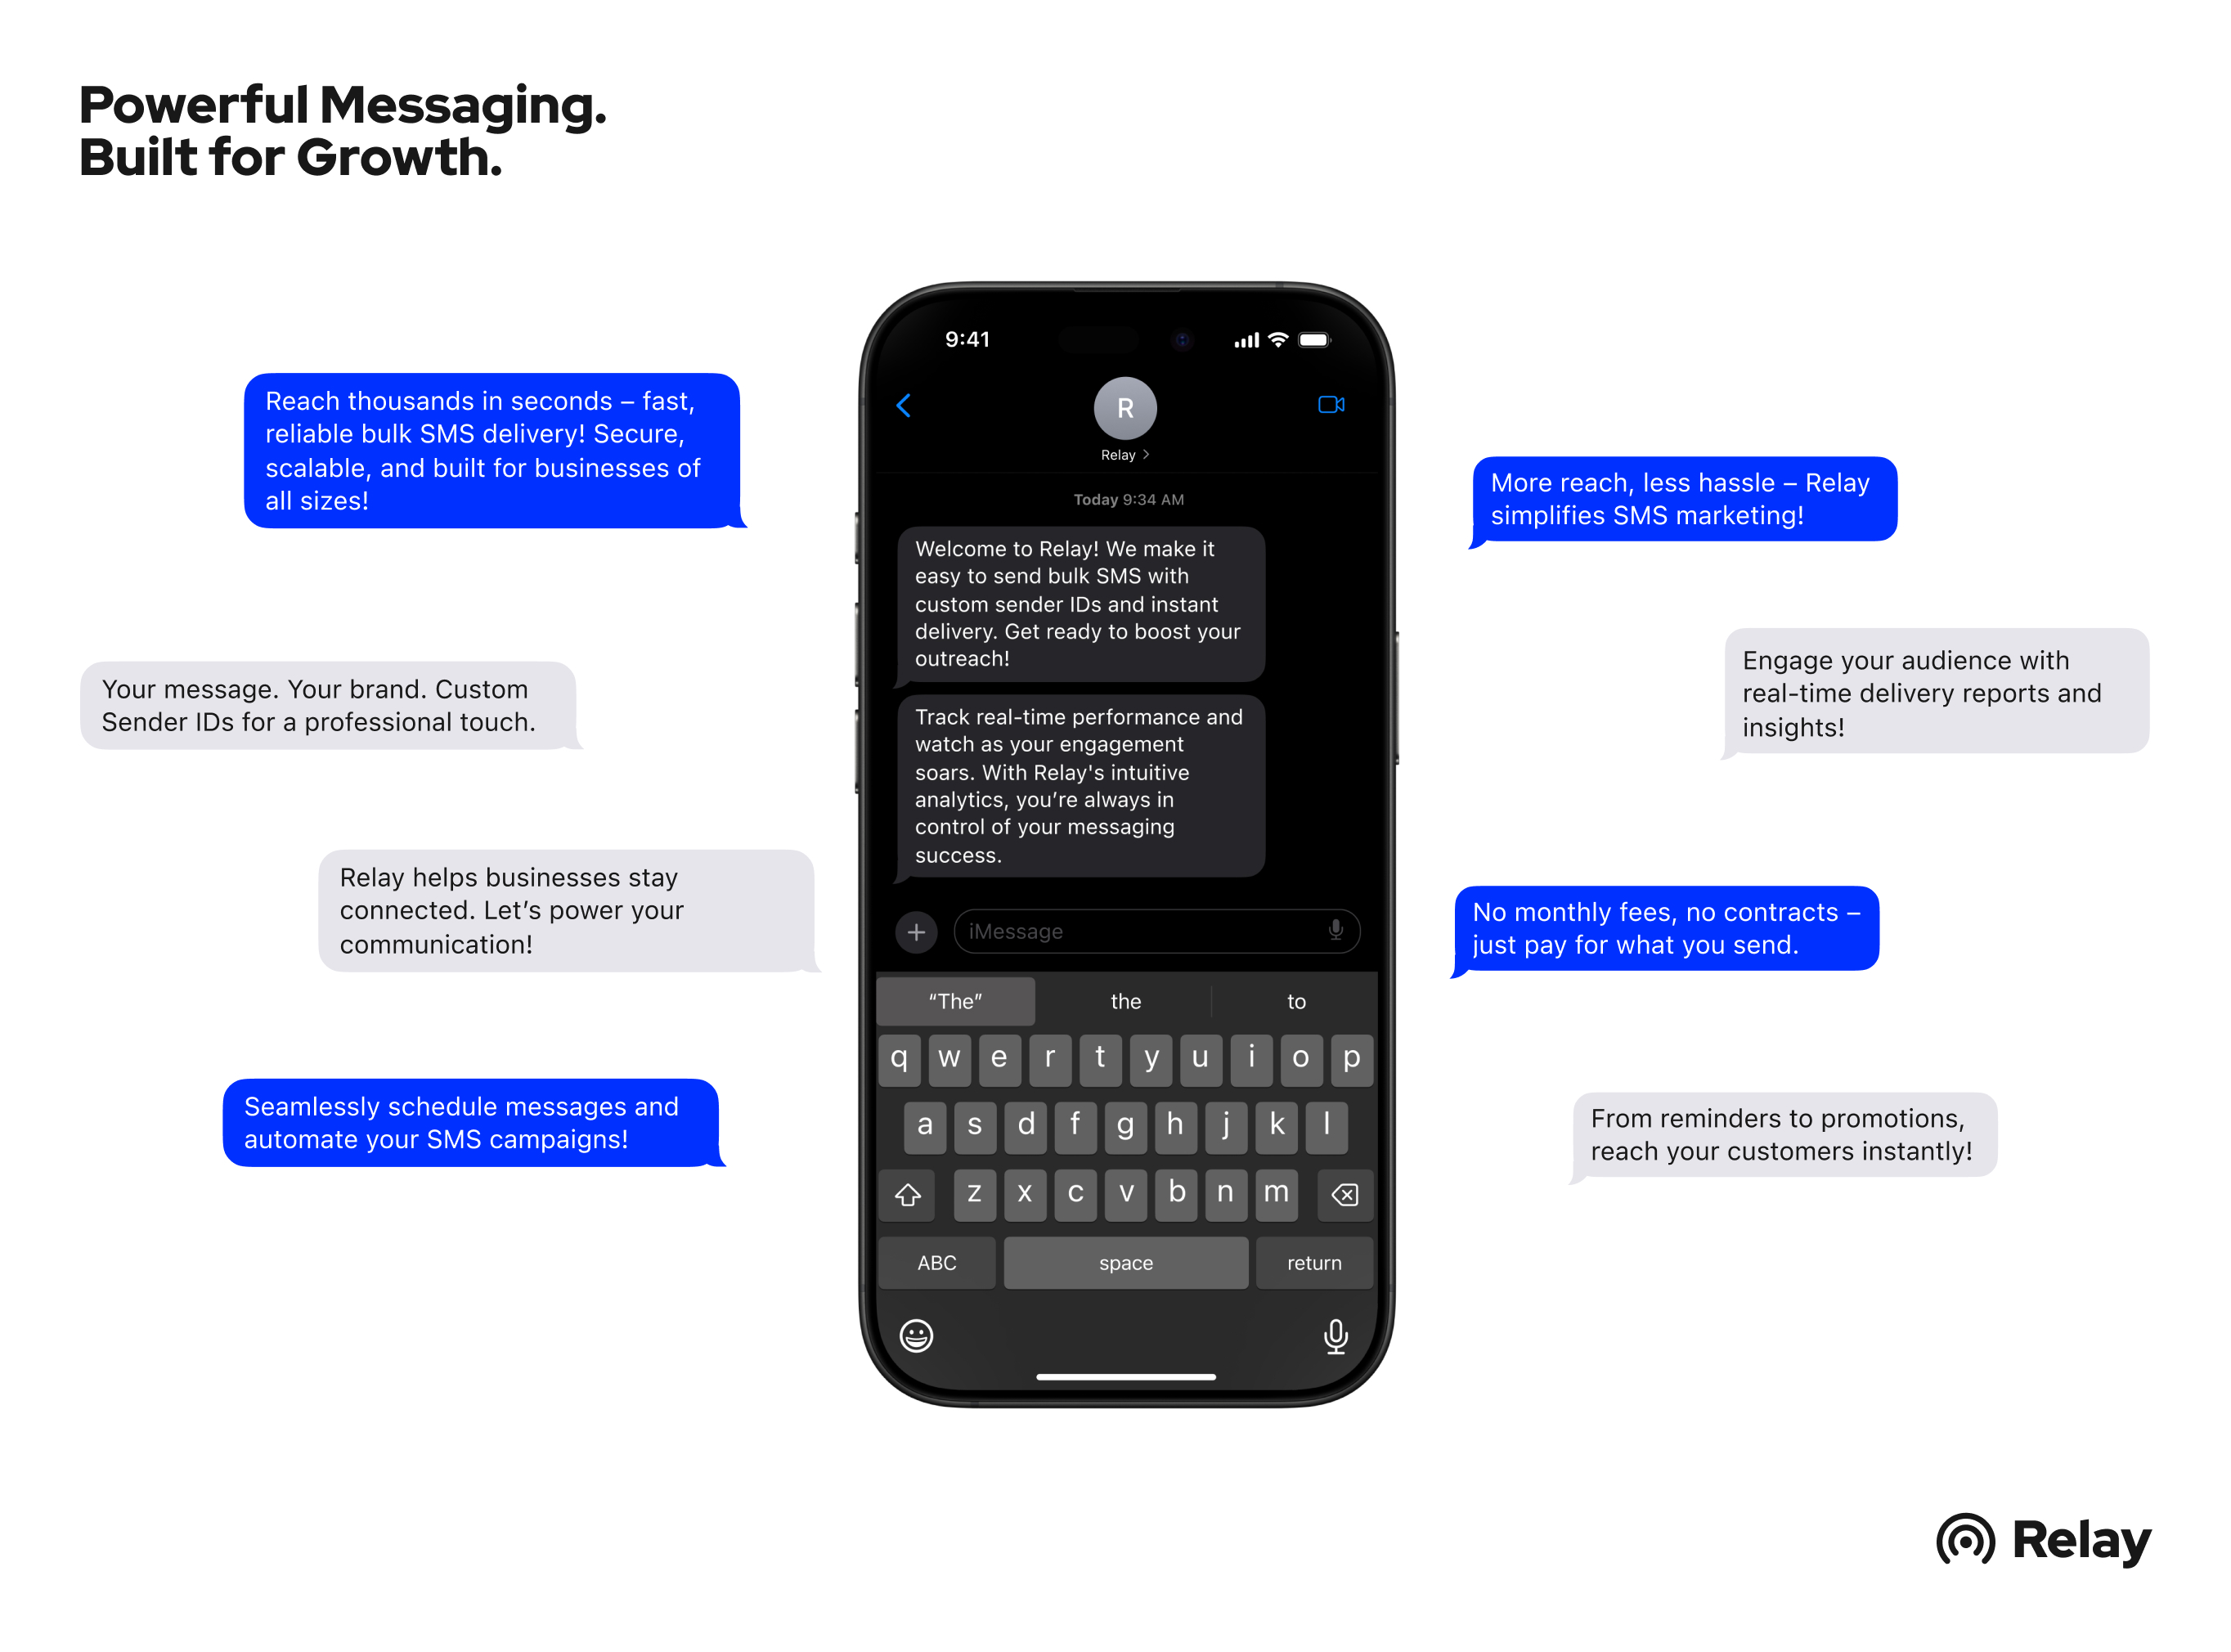 Powerful Messaging.
Built for Growth.
Reach thousands in seconds – fast,
reliable bulk SMS delivery! Secure,
scalable, and built for businesses of
all sizes!
Your message. Your brand. Custom
Sender IDs for a professional touch.
Relay helps businesses stay
connected. Let’s power your
communication!
Seamlessly schedule messages and
automate your SMS campaigns!
9:41
R
Relay
Today 9:34 AM
Welcome to Relay! We make it
easy to send bulk SMS with
custom sender IDs and instant
delivery. Get ready to boost your
outreach!
Track real-time performance and
watch as your engagement
soars. With Relay's intuitive
analytics, you’re always in
control of your messaging
success.
iMessage
“The” the to
q w e r t y u i o p
a s d f g h j k l
z x c v b n m
ABC space return
More reach, less hassle – Relay
simplifies SMS marketing!
Engage your audience with
real-time delivery reports and
insights!
No monthly fees, no contracts –
just pay for what you send.
From reminders to promotions,
reach your customers instantly!
Relay